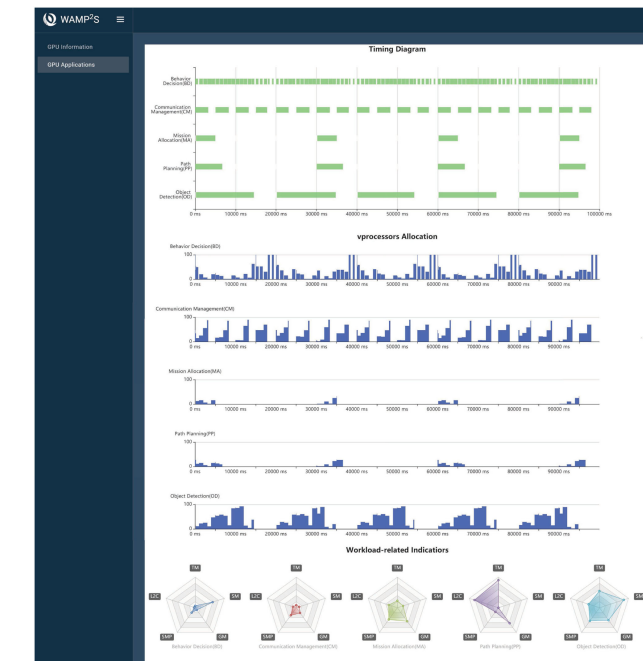 WAMP²S
GPU Information
GPU Applications
Timing Diagram
Behavior
Decision(BD)
Communication
Management(CM)
Mission
Allocation(MA)
Path
Planning(PP)
Object
Detection(OD)
0 ms 10000 ms 20000 ms 30000 ms 40000 ms 50000 ms 60000 ms 70000 ms 80000 ms 90000 ms 100000 ms
vprocessors Allocation
Behavior Decision(BD)
100
0
0 ms 10000 ms 20000 ms 30000 ms 40000 ms 50000 ms 60000 ms 70000 ms 80000 ms 90000 ms
Communication Management(CM)
100
0
0 ms 10000 ms 20000 ms 30000 ms 40000 ms 50000 ms 60000 ms 70000 ms 80000 ms 90000 ms
Mission Allocation(MA)
100
0
0 ms 10000 ms 20000 ms 30000 ms 40000 ms 50000 ms 60000 ms 70000 ms 80000 ms 90000 ms
Path Planning(PP)
100
0
0 ms 10000 ms 20000 ms 30000 ms 40000 ms 50000 ms 60000 ms 70000 ms 80000 ms 90000 ms
Object Detection(OD)
100
0
0 ms 10000 ms 20000 ms 30000 ms 40000 ms 50000 ms 60000 ms 70000 ms 80000 ms 90000 ms
Workload-related Indicatiors
TM TM TM TM TM
L2C SM L2C SM L2C SM L2C SM L2C SM
SMP GM SMP GM SMP GM SMP GM SMP GM
Behavior Decision(BD) Communication Management(CM) Mission Allocation(MA) Path Planning(PP) Object Detection(OD)